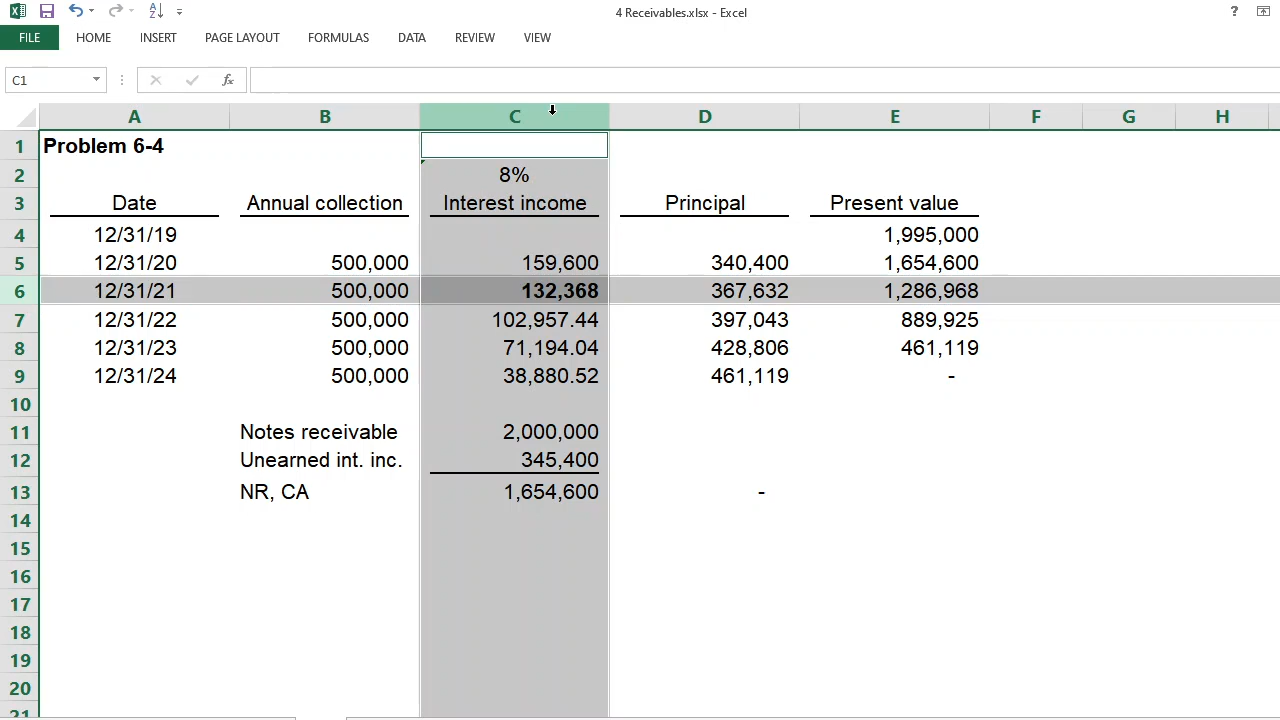 4 Receivables.xlsx - Excel
?
FILE HOME INSERT PAGE LAYOUT FORMULAS DATA REVIEW VIEW
C1 fx
A B C D E F G H
1 Problem 6-4
2 8%
3 Date Annual collection Interest income Principal Present value
4 12/31/19 1,995,000
5 12/31/20 500,000 159,600 340,400 1,654,600
6 12/31/21 500,000 132,368 367,632 1,286,968
7 12/31/22 500,000 102,957.44 397,043 889,925
8 12/31/23 500,000 71,194.04 428,806 461,119
9 12/31/24 500,000 38,880.52 461,119 -
10
11 Notes receivable 2,000,000
12 Unearned int. inc. 345,400
13 NR, CA 1,654,600 -
14
15
16
17
18
19
20
21